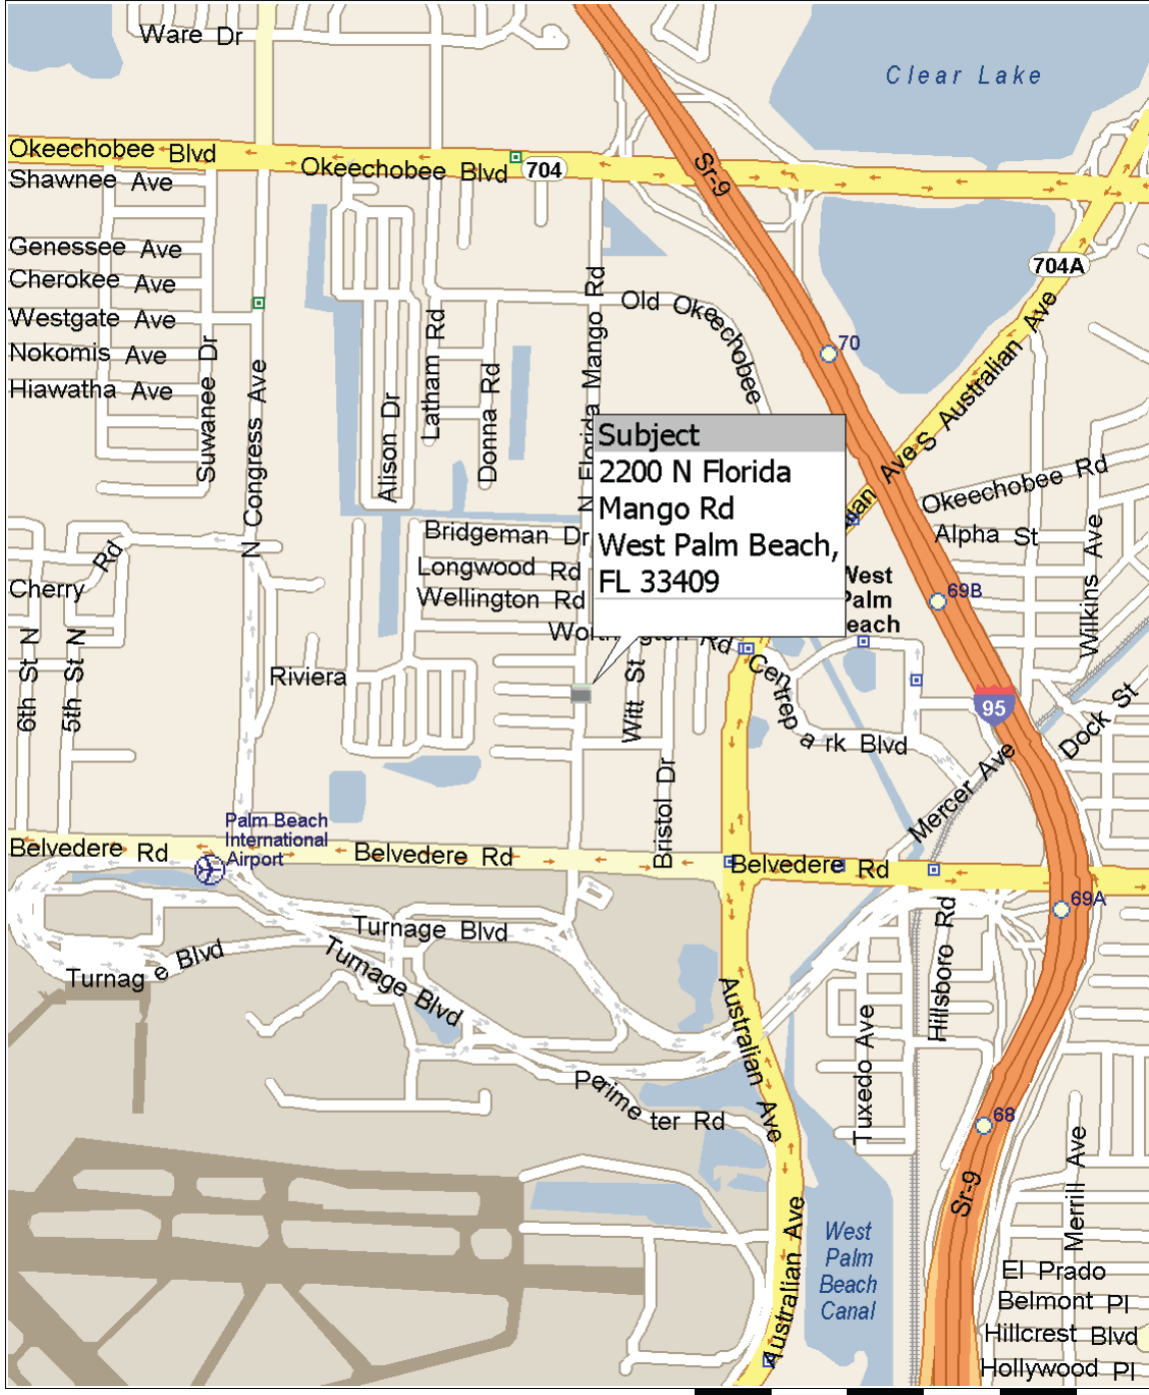 Ware Dr
Clear Lake
Okeechobee Blvd
Okeechobee Blvd
704
Sr-9
Shawnee Ave
Genessee Ave
704A
Cherokee Ave
Old Okeechobee
Westgate Ave
70
Nokomis Ave
Hiawatha Ave
Suwanee Dr
N Congress Ave
Alison Dr
Latham Rd
Donna Rd
N Florida Mango Rd
S Australian Ave
Subject
2200 N Florida
Mango Rd
West Palm Beach,
FL 33409
Okeechobee Rd
Alpha St
Wilkins Ave
Bridgeman Dr
Longwood Rd
Wellington Rd
Cherry Rd
69B
6th St N
5th St N
Riviera
Witt St
Centrepark Blvd
95
Dock St
Mercer Ave
Bristol Dr
Palm Beach
International
Airport
Belvedere Rd
Belvedere Rd
Belvedere Rd
69A
Turnage Blvd
Turnage Blvd
Turnage Blvd
Hillsboro Rd
Australian Ave
Tuxedo Ave
Perimeter Rd
68
Merrill Ave
Sr-9
Australian Ave
West
Palm
Beach
Canal
El Prado
Belmont Pl
Hillcrest Blvd
Hollywood Pl